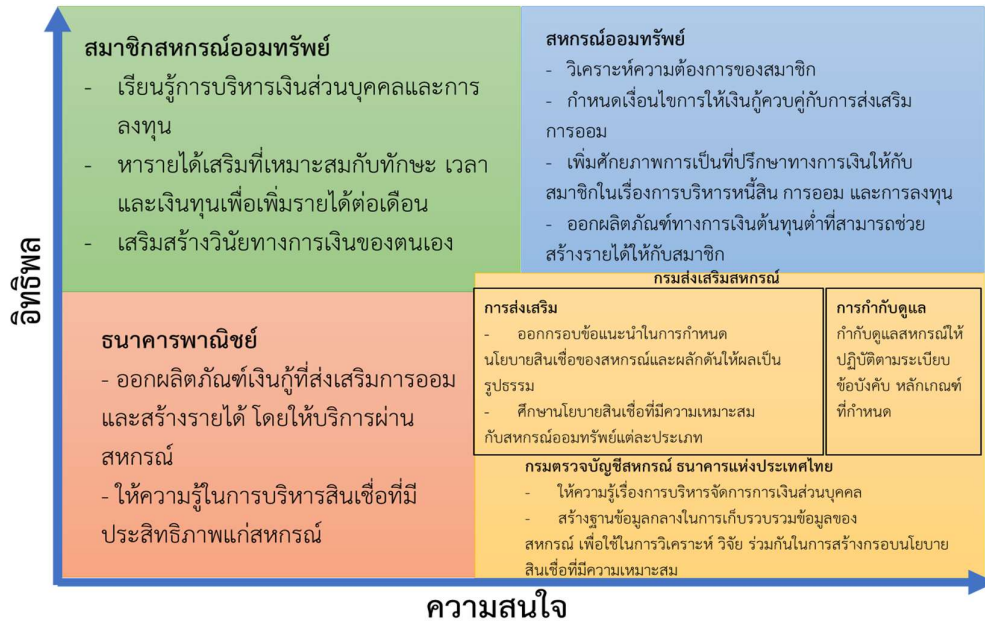 สมาชิกสหกรณ์ออมทรัพย์
- เรียนรู้การบริหารเงินส่วนบุคคลและการ
ลงทุน
- หารายได้เสริมที่เหมาะสมกับทักษะ เวลา
และเงินทุนเพื่อเพิ่มรายได้ต่อเดือน
- เสริมสร้างวินัยทางการเงินของตนเอง
สหกรณ์ออมทรัพย์
- วิเคราะห์ความต้องการของสมาชิก
- กำหนดเงื่อนไขการให้เงินกู้ควบคู่กับการส่งเสริม
การออม
- เพิ่มศักยภาพการเป็นที่ปรึกษาทางการเงินให้กับ
สมาชิกในเรื่องการบริหารหนี้สิน การออม และการลงทุน
- ออกผลิตภัณฑ์ทางการเงินต้นทุนต่ำที่สามารถช่วย
สร้างรายได้ให้กับสมาชิก
อิทธิพล
ธนาคารพาณิชย์
- ออกผลิตภัณฑ์เงินกู้ที่ส่งเสริมการออม
และสร้างรายได้ โดยให้บริการผ่าน
สหกรณ์
- ให้ความรู้ในการบริหารสินเชื่อที่มี
ประสิทธิภาพแก่สหกรณ์
กรมส่งเสริมสหกรณ์
การส่งเสริม
- ออกกรอบข้อแนะนำในการกำหนด
นโยบายสินเชื่อของสหกรณ์และผลักดันให้ผลเป็น
รูปธรรม
- ศึกษานโยบายสินเชื่อที่มีความเหมาะสม
กับสหกรณ์ออมทรัพย์แต่ละประเภท
การกำกับดูแล
กำกับดูแลสหกรณ์ให้
ปฏิบัติตามระเบียบ
ข้อบังคับ หลักเกณฑ์
ที่กำหนด
กรมตรวจบัญชีสหกรณ์ ธนาคารแห่งประเทศไทย
- ให้ความรู้เรื่องการบริหารจัดการการเงินส่วนบุคคล
- สร้างฐานข้อมูลกลางในการเก็บรวบรวมข้อมูลของ
สหกรณ์ เพื่อใช้ในการวิเคราะห์ วิจัย ร่วมกันในการสร้างกรอบนโยบาย
สินเชื่อที่มีความเหมาะสม
ความสนใจ